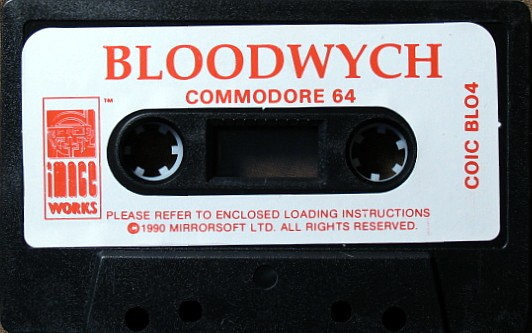 BLOODWYCH
COMMODORE 64
COIC BLO4
™
image
WORKS
PLEASE REFER TO ENCLOSED LOADING INSTRUCTIONS
©1990 MIRRORSOFT LTD. ALL RIGHTS RESERVED.